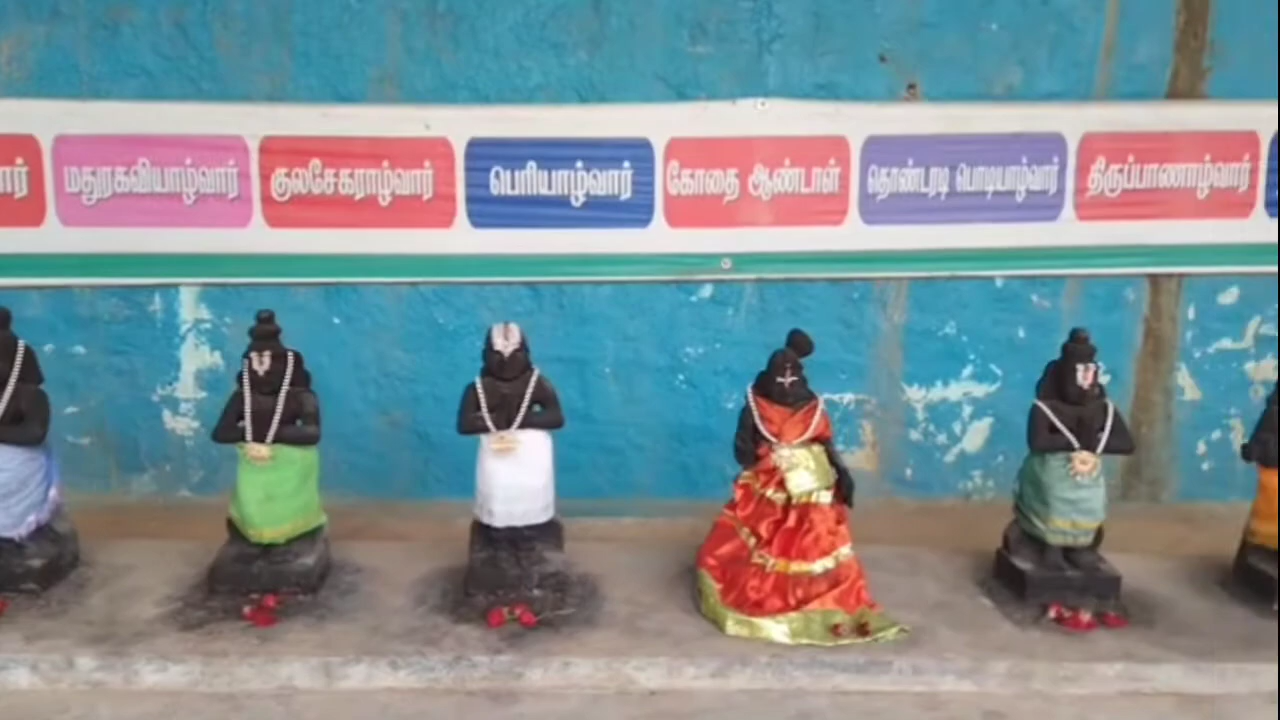 மதுரகவியாழ்வார்
குலசேகராழ்வார்
பெரியாழ்வார்
கோதை ஆண்டாள்
தொண்டரடி பொடியாழ்வார்
திருப்பாணாழ்வார்